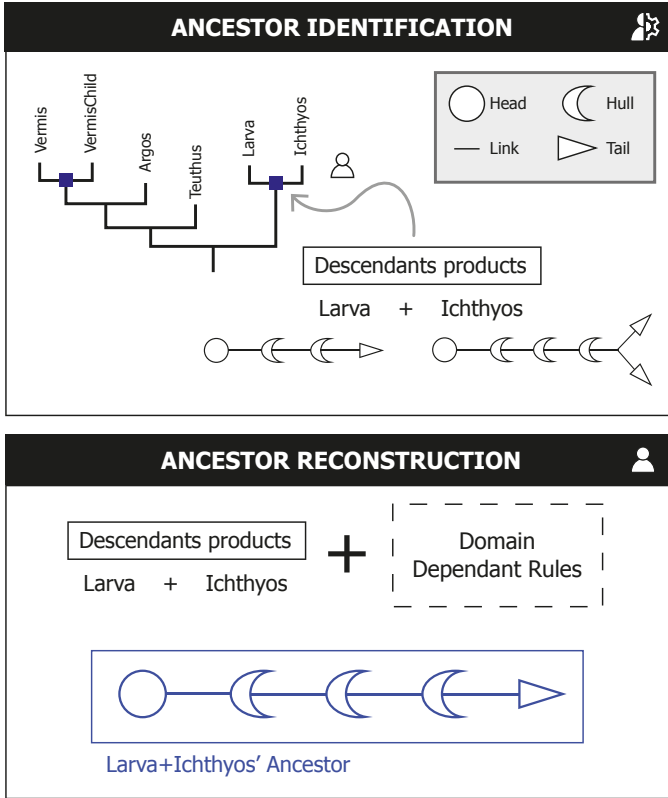 ANCESTOR IDENTIFICATION
Vermis
VermisChild
Argos
Teuthus
Larva
Ichthyos
Head
Hull
Link
Tail
Descendants products
Larva + Ichthyos
ANCESTOR RECONSTRUCTION
Descendants products
Larva + Ichthyos
+
Domain
Dependant Rules
Larva+Ichthyos’ Ancestor